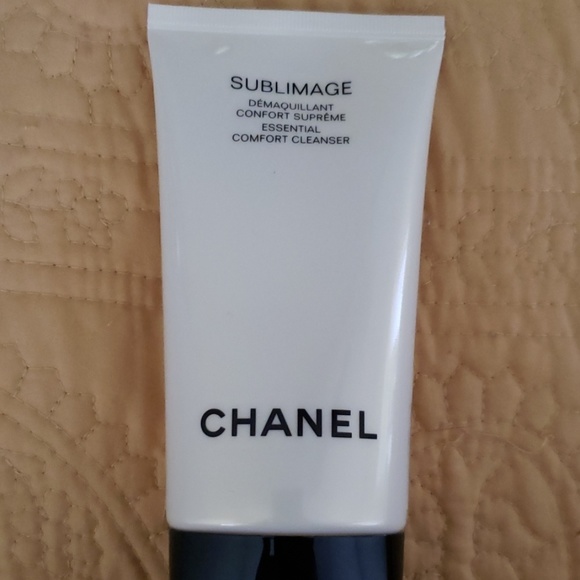 SUBLIMAGE
DÉMAQUILLANT
CONFORT SUPRÊME
ESSENTIAL
COMFORT CLEANSER
CHANEL